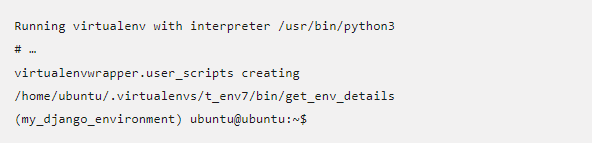 Running virtualenv with interpreter /usr/bin/python3
# …
virtualenvwrapper.user_scripts creating
/home/ubuntu/.virtualenvs/t_env7/bin/get_env_details
(my_django_environment) ubuntu@ubuntu:~$